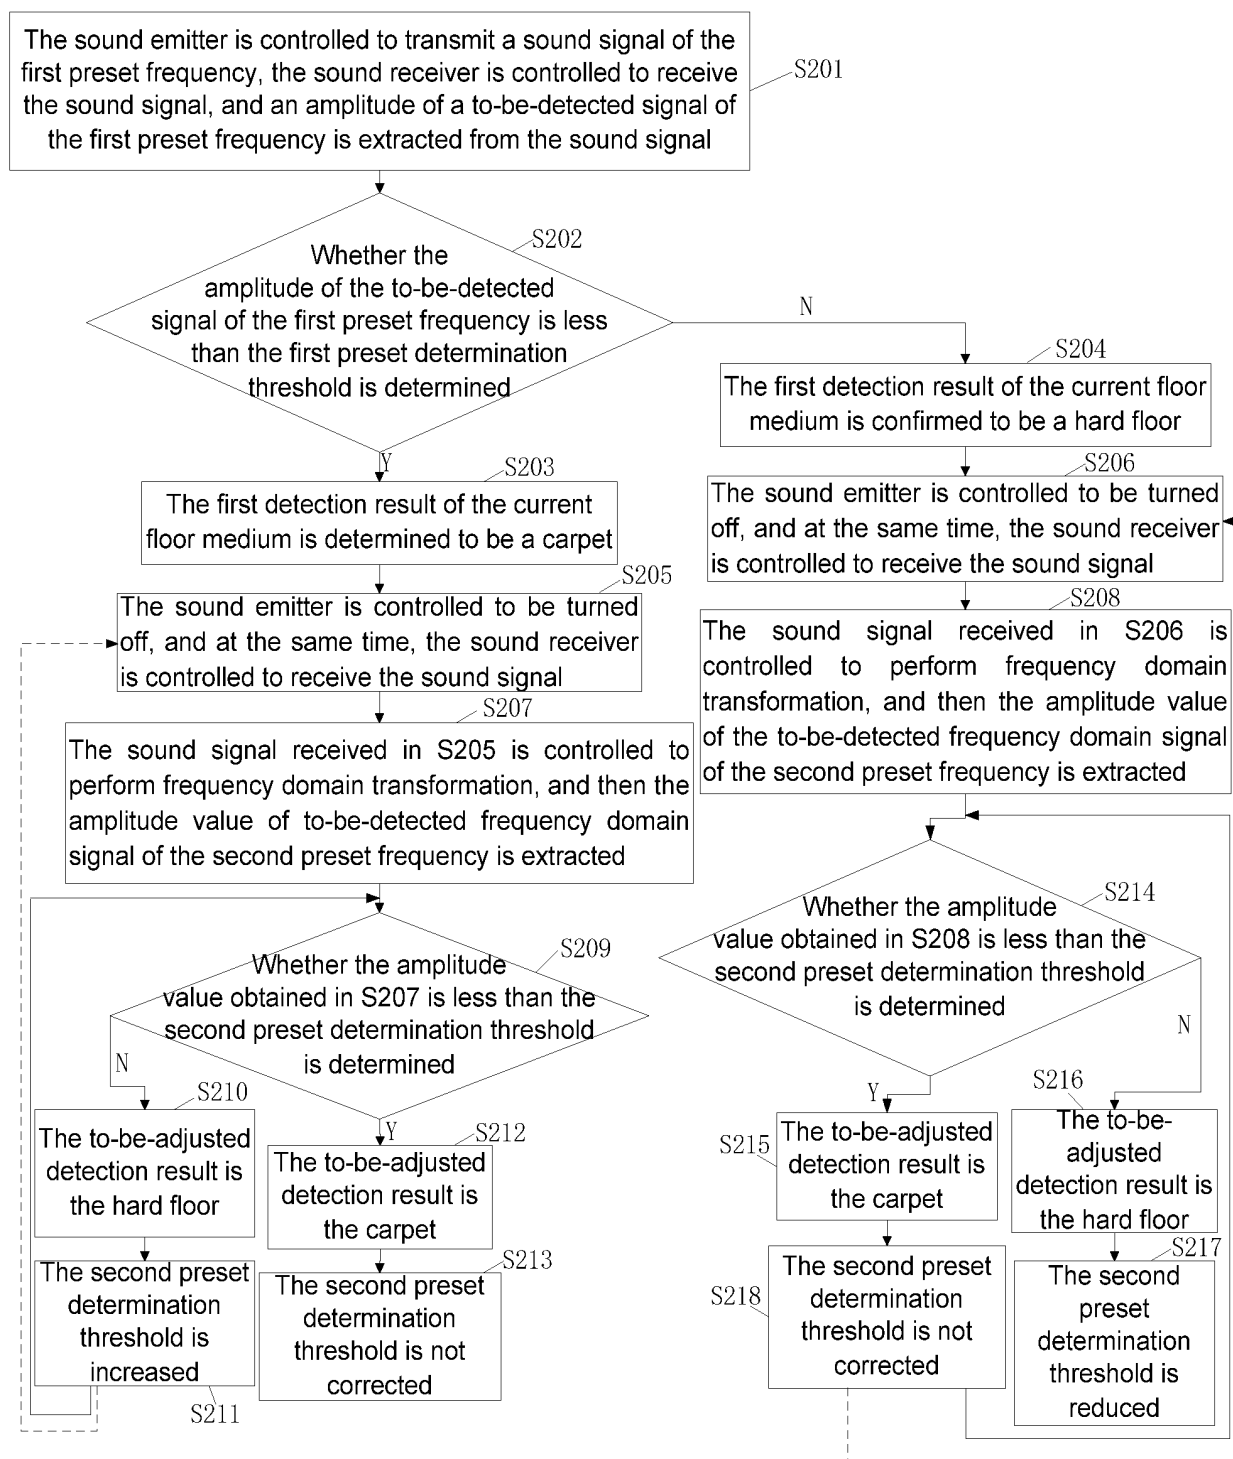 The sound emitter is controlled to transmit a sound signal of the
first preset frequency, the sound receiver is controlled to receive
the sound signal, and an amplitude of a to-be-detected signal of
the first preset frequency is extracted from the sound signal
S201
S202
Whether the
amplitude of the to-be-detected
signal of the first preset frequency is less
than the first preset determination
threshold is determined
N
Y
S204
The first detection result of the current floor
medium is confirmed to be a hard floor
S203
The first detection result of the current
floor medium is determined to be a carpet
S206
The sound emitter is controlled to be turned
off, and at the same time, the sound receiver
is controlled to receive the sound signal
S205
The sound emitter is controlled to be turned
off, and at the same time, the sound receiver
is controlled to receive the sound signal
S208
The sound signal received in S206 is
controlled to perform frequency domain
transformation, and then the amplitude value
of the to-be-detected frequency domain signal
of the second preset frequency is extracted
S207
The sound signal received in S205 is controlled to
perform frequency domain transformation, and then the
amplitude value of to-be-detected frequency domain
signal of the second preset frequency is extracted
S209
Whether the amplitude
value obtained in S207 is less than the
second preset determination threshold
is determined
N
Y
S214
Whether the amplitude
value obtained in S208 is less than the
second preset determination threshold
is determined
N
Y
S210
The to-be-adjusted
detection result is
the hard floor
S212
The to-be-adjusted
detection result is
the carpet
S215
The to-be-adjusted
detection result is
the carpet
S216
The to-be-
adjusted
detection result is
the hard floor
The second preset
determination
threshold is
increased
S211
S213
The second preset
determination
threshold is not
corrected
S218
The second preset
determination
threshold is not
corrected
S217
The second
preset
determination
threshold is
reduced